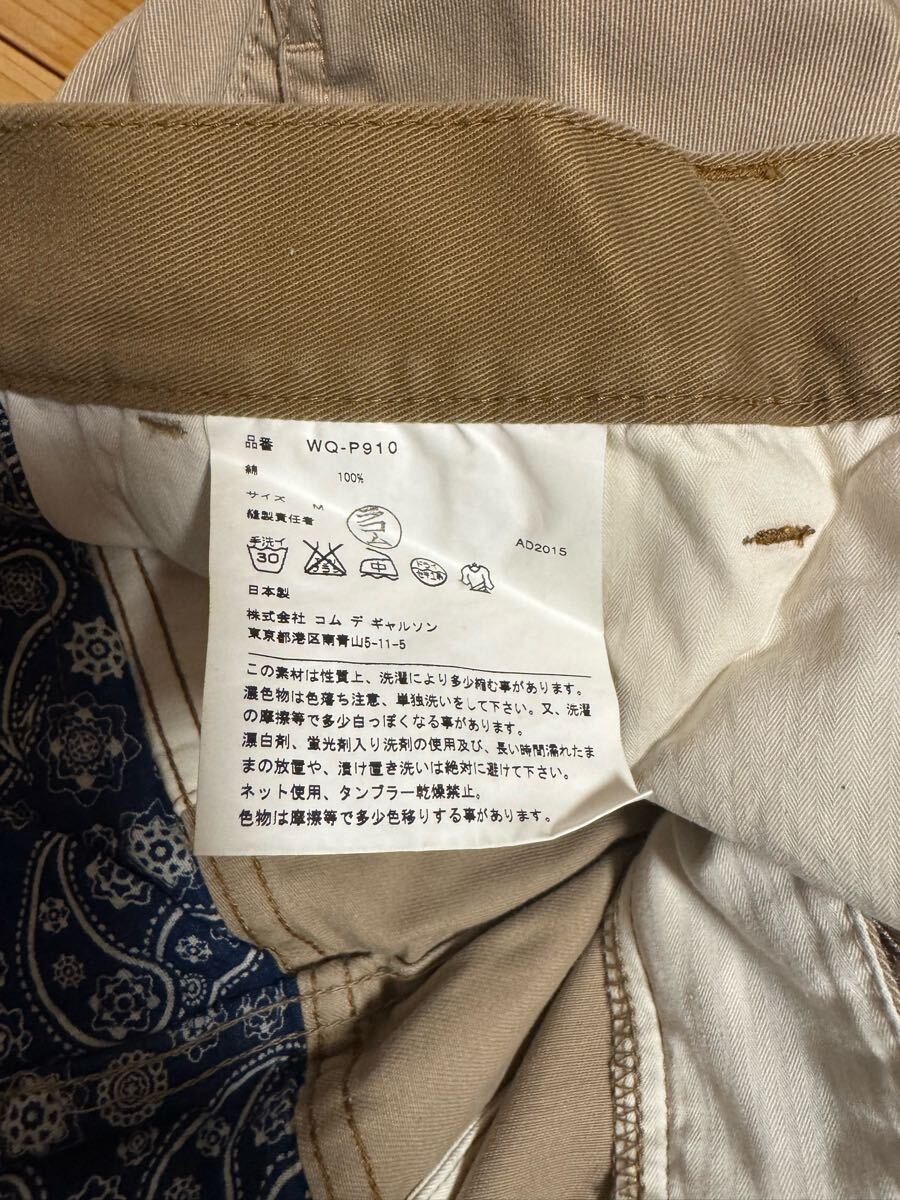 品番 WQ-P910
綿 100%
サイズ M
縫製責任者
AD2015
手洗イ
30 中 ドライ
日本製
株式会社 コム デ ギャルソン
東京都港区南青山5-11-5
この素材は性質上、洗濯により多少縮む事があります。
濃色物は色落ち注意、単独洗いをして下さい。又、洗濯
の摩擦等で多少白っぽくなる事があります。
漂白剤、蛍光剤入り洗剤の使用及び、長い時間濡れたま
まの放置や、漬け置き洗いは絶対に避けて下さい。
ネット使用、タンブラー乾燥禁止。
色物は摩擦等で多少色移りする事があります。